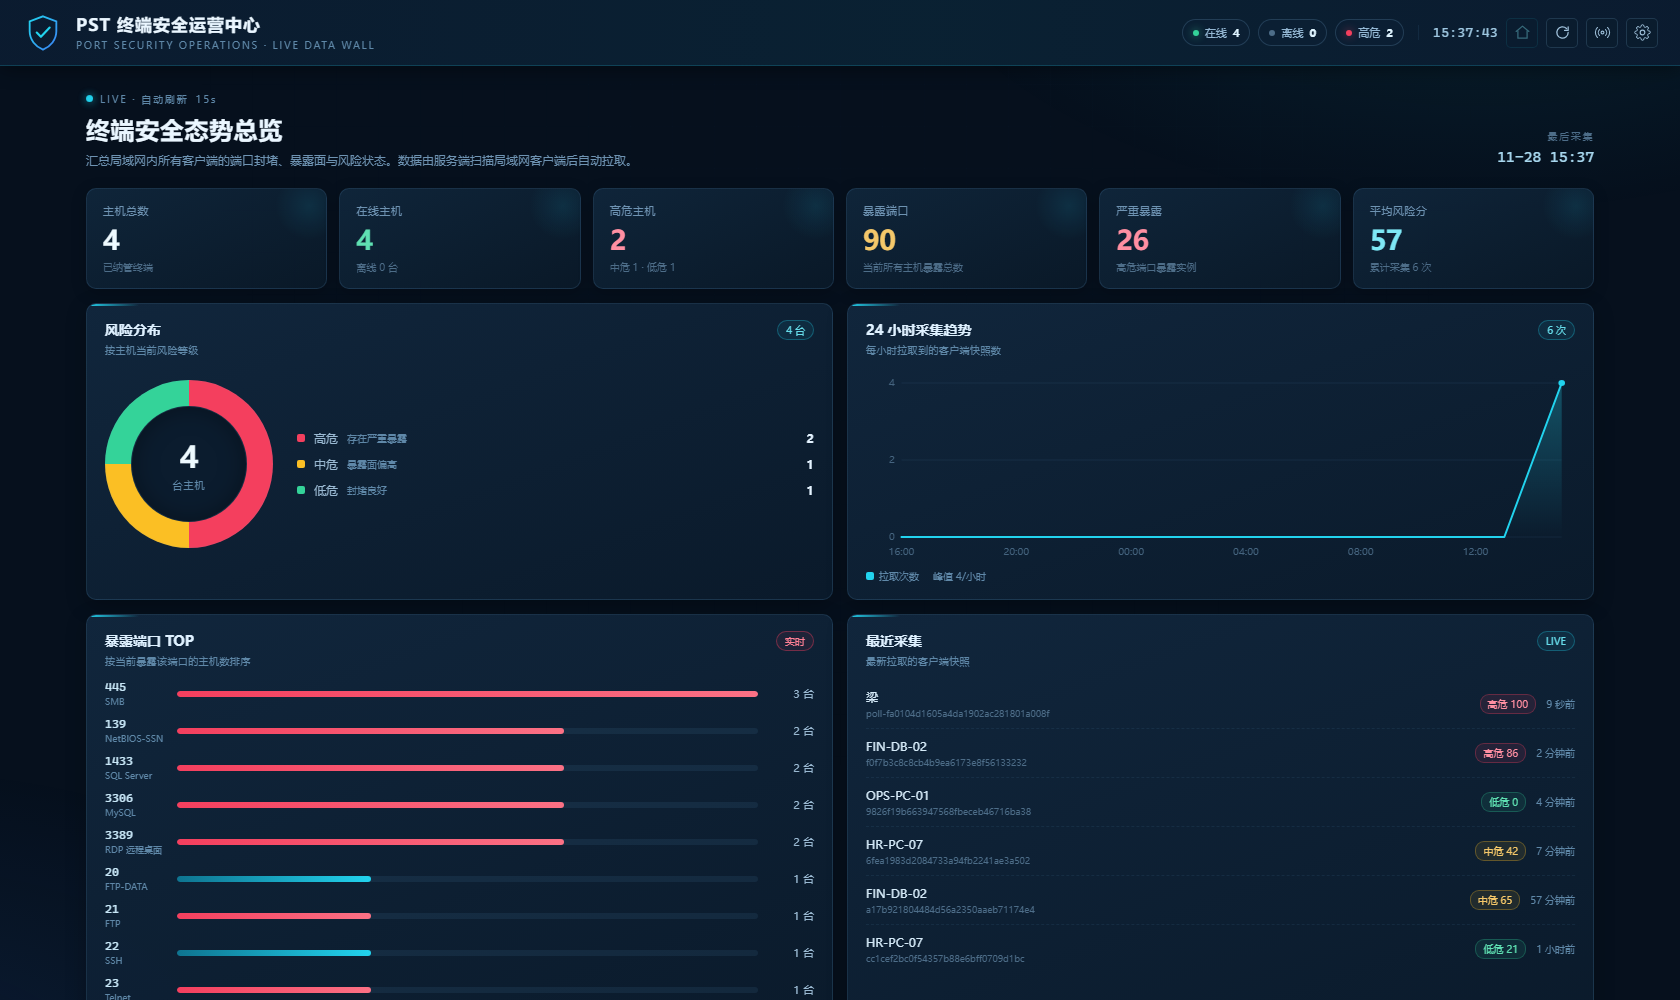 PST 终端安全运营中心
PORT SECURITY OPERATIONS · LIVE DATA WALL
在线 4
离线 0
高危 2
15:37:43
LIVE · 自动刷新 15s
终端安全态势总览
汇总局域网内所有客户端的端口封堵、暴露面与风险状态。数据由服务端扫描局域网客户端后自动拉取。
最后采集
11-28 15:37
主机总数
4
已纳管终端
在线主机
4
离线 0 台
高危主机
2
中危 1 · 低危 1
暴露端口
90
当前所有主机暴露总数
严重暴露
26
高危端口暴露实例
平均风险分
57
累计采集 6 次
风险分布
4 台
按主机当前风险等级
4
台主机
高危 存在严重暴露 2
中危 暴露面偏高 1
低危 封堵良好 1
24 小时采集趋势
6 次
每小时拉取到的客户端快照数
4
2
0
16:00 20:00 00:00 04:00 08:00 12:00
拉取次数 峰值 4/小时
暴露端口 TOP
实时
按当前暴露该端口的主机数排序
445
SMB
3 台
139
NetBIOS-SSN
2 台
1433
SQL Server
2 台
3306
MySQL
2 台
3389
RDP 远程桌面
2 台
20
FTP-DATA
1 台
21
FTP
1 台
22
SSH
1 台
23
Telnet
1 台
最近采集
LIVE
最新拉取的客户端快照
梁
poll-fa0104d1605a4da1902ac281801a008f
高危 100 9 秒前
FIN-DB-02
f0f7b3c8c8cb4b9ea6173e8f56133232
高危 86 2 分钟前
OPS-PC-01
9826f19b663947568fbeceb46716ba38
低危 0 4 分钟前
HR-PC-07
6fea1983d2084733a94fb2241ae3a502
中危 42 7 分钟前
FIN-DB-02
a17b921804484d56a2350aaeb71174e4
中危 65 57 分钟前
HR-PC-07
cc1cef2bc0f54357b88e6bff0709d1bc
低危 21 1 小时前